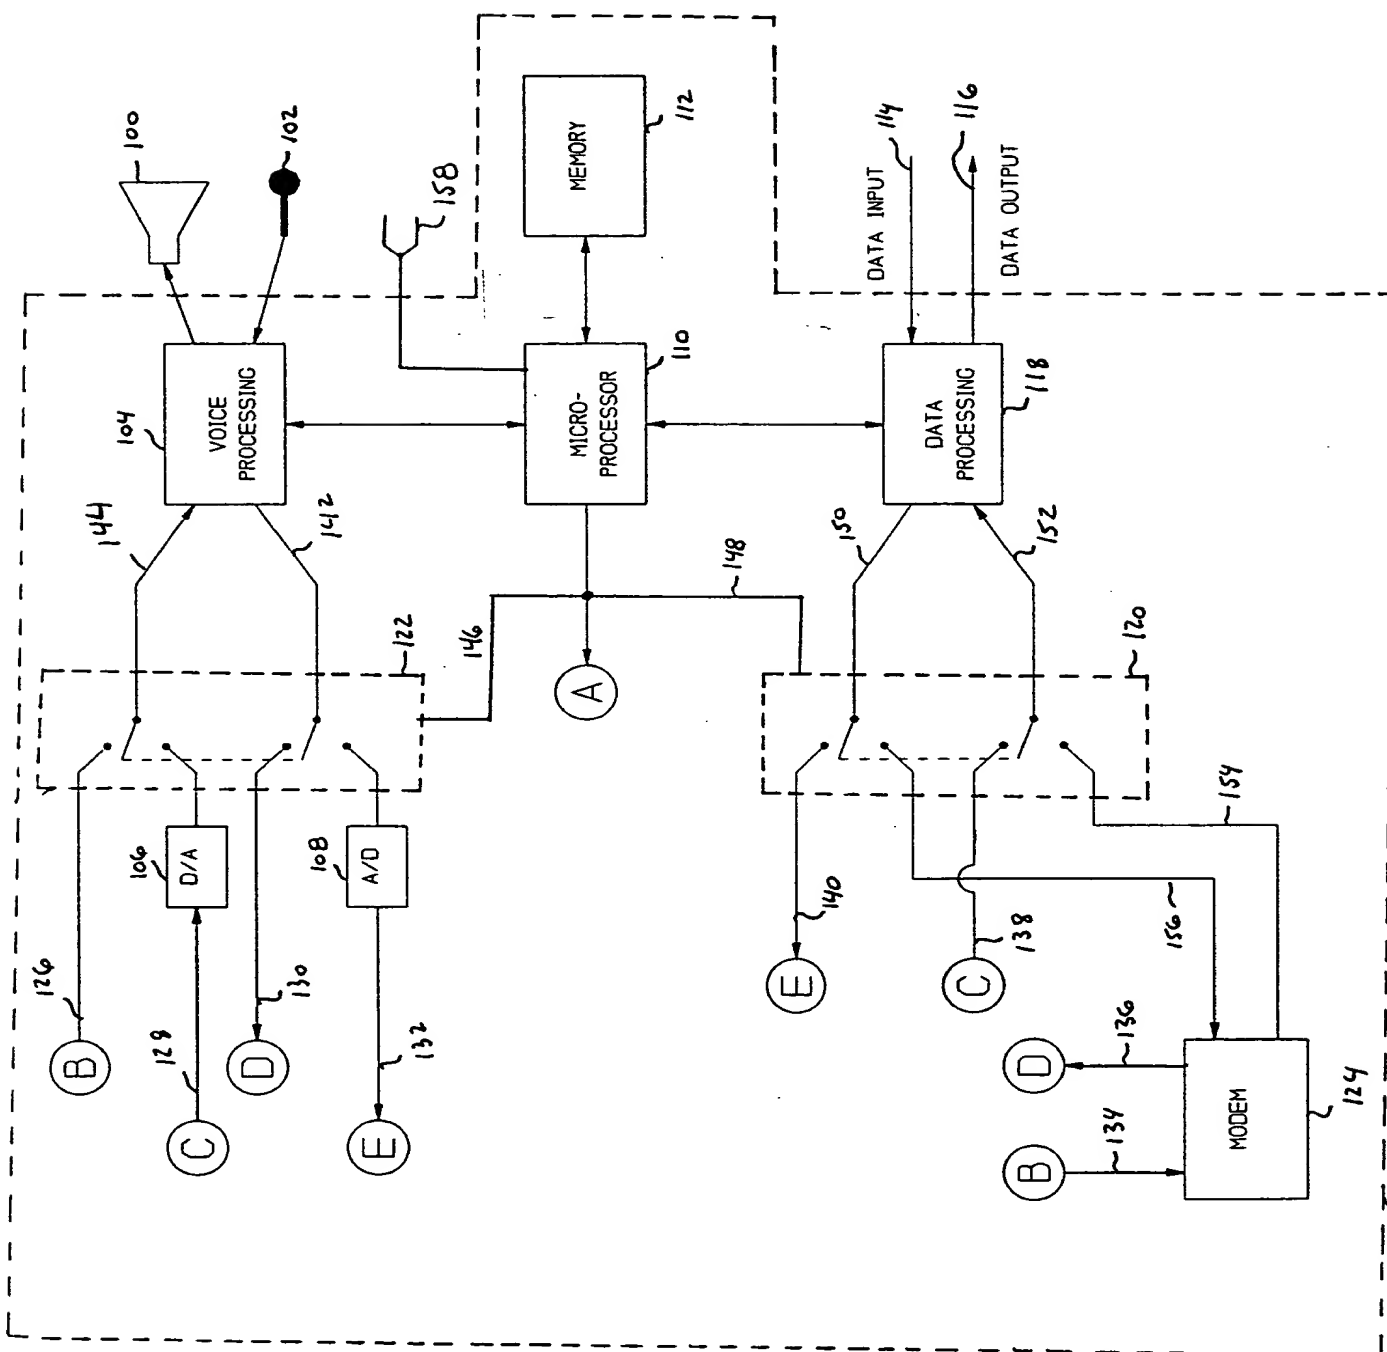 100
102
104
VOICE
PROCESSING
144
142
158
MEMORY
112
MICRO-
PROCESSOR
110
DATA INPUT
114
116
DATA OUTPUT
DATA
PROCESSING
118
150
152
148
146
122
A
120
106
D/A
108
A/D
126
B
128
C
130
D
132
E
140
E
138
C
154
156
136
D
134
B
MODEM
124